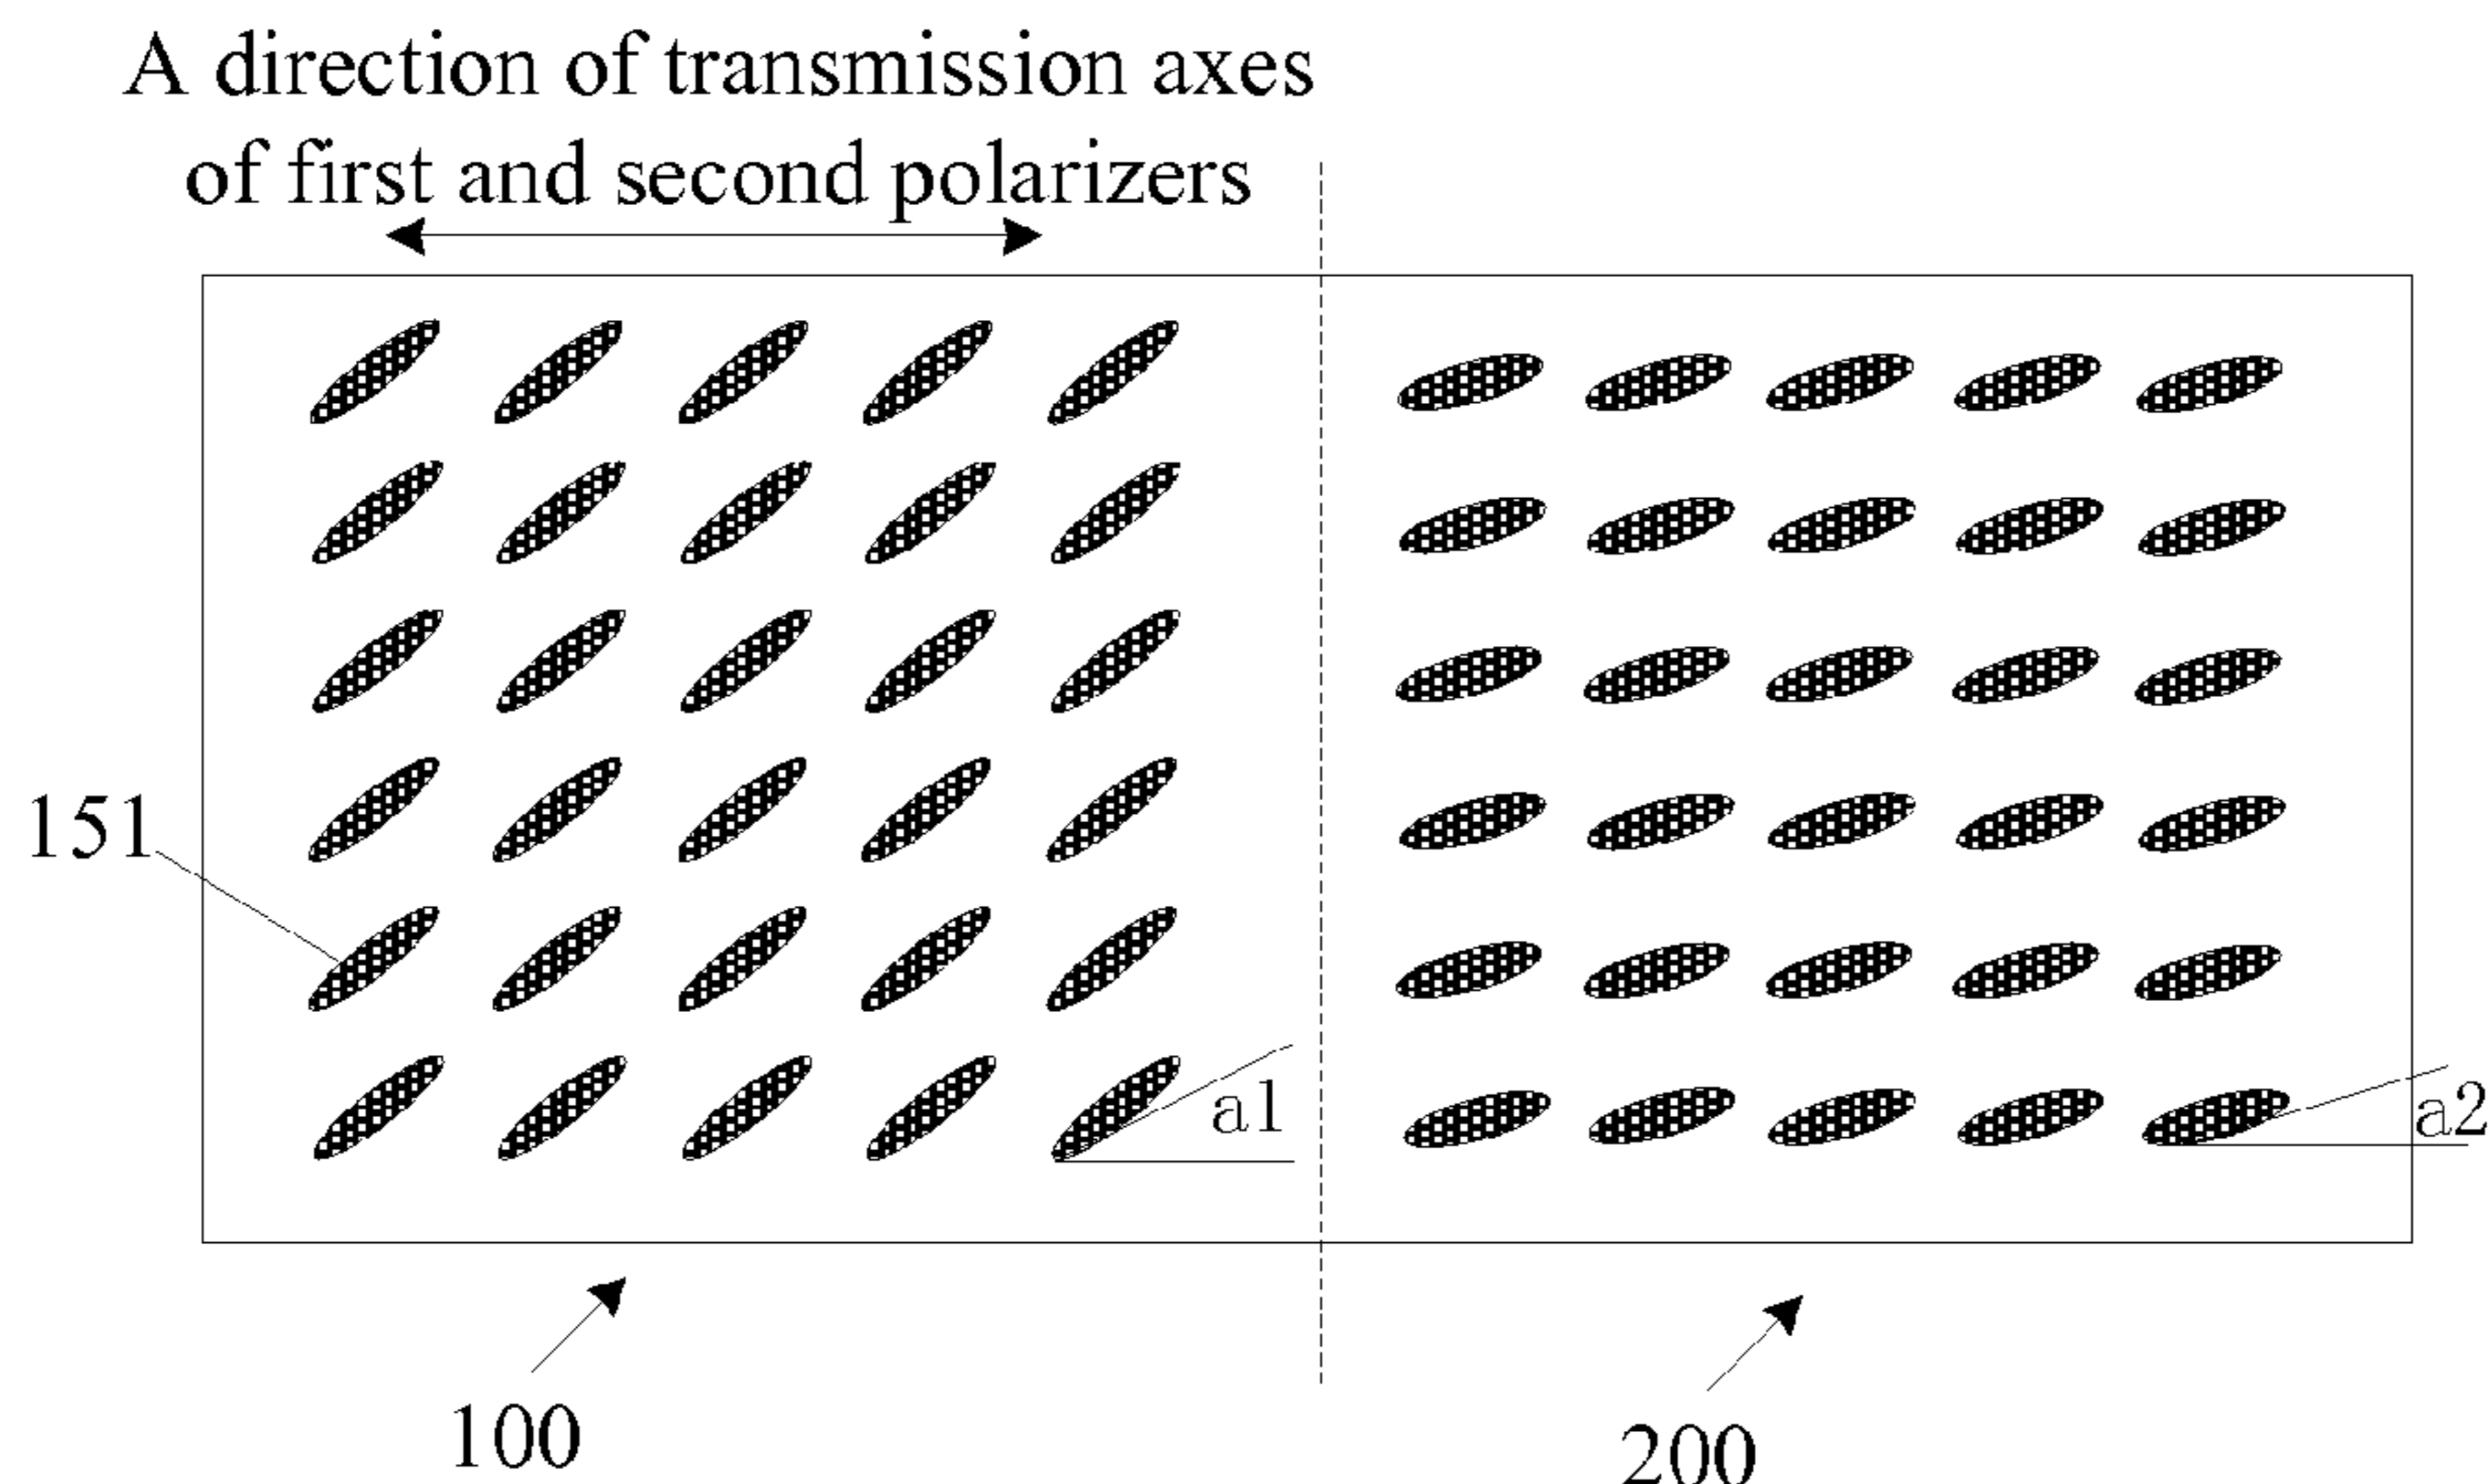 A direction of transmission axes
of first and second polarizers
151
a1
a2
100
200